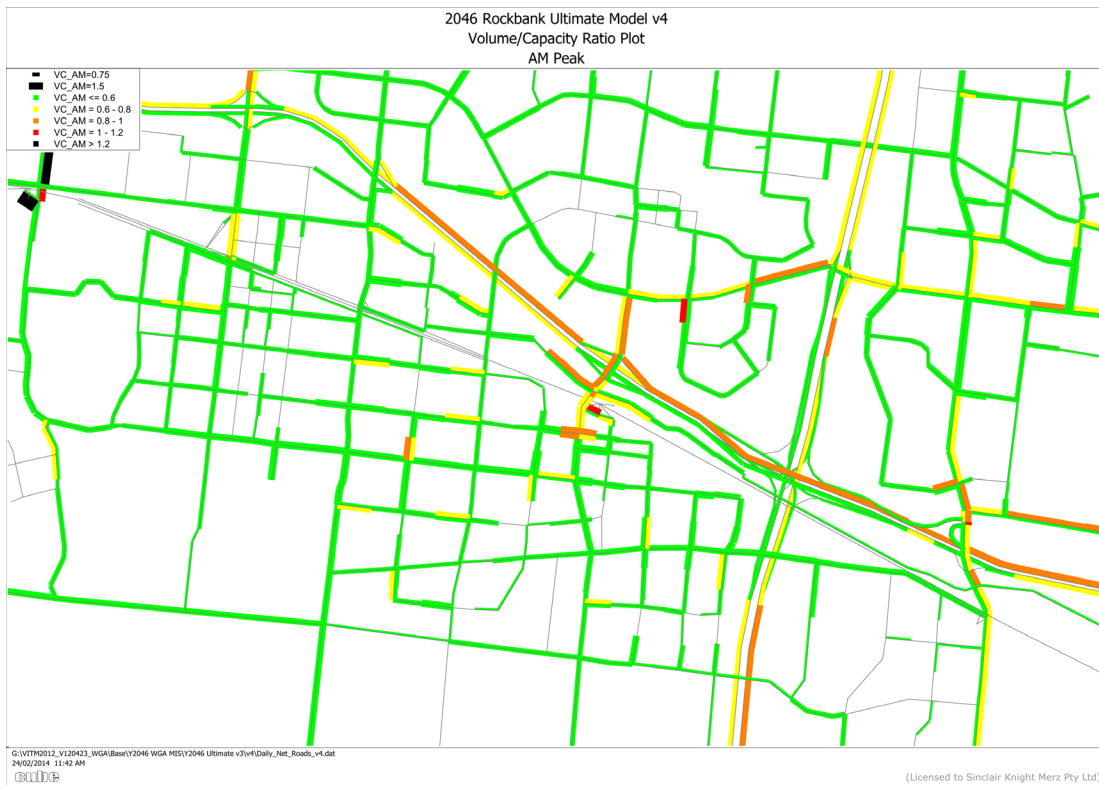 2046 Rockbank Ultimate Model v4
Volume/Capacity Ratio Plot
AM Peak
VC_AM=0.75
VC_AM=1.5
VC_AM <= 0.6
VC_AM = 0.6 - 0.8
VC_AM = 0.8 - 1
VC_AM = 1 - 1.2
VC_AM > 1.2
G:\VITM2012_V120423_WGA\Base\Y2046 WGA MIS\Y2046 Ultimate v3\v4\Daily_Net_Roads_v4.dat
24/02/2014 11:42 AM
cube
(Licensed to Sinclair Knight Merz Pty Ltd)